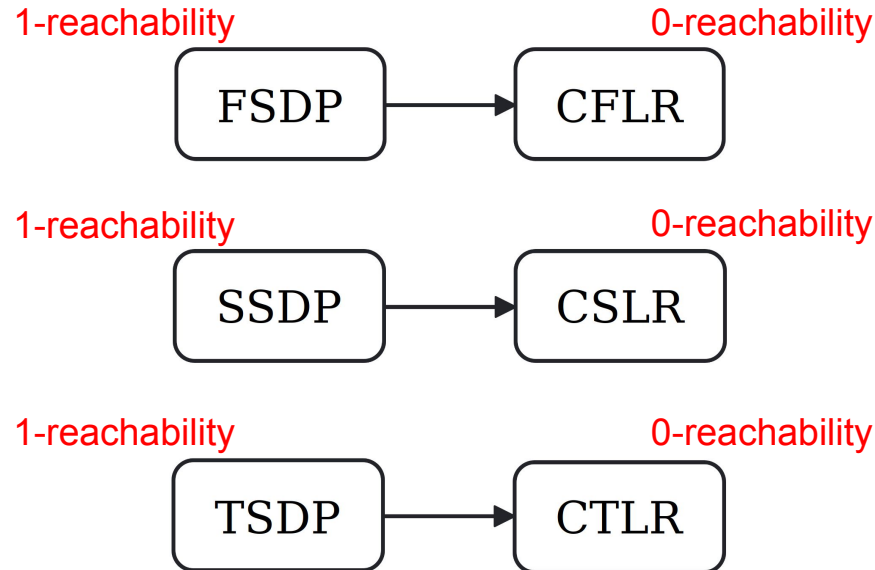 1-reachability 0-reachability
FSDP CFLR
1-reachability 0-reachability
SSDP CSLR
1-reachability 0-reachability
TSDP CTLR